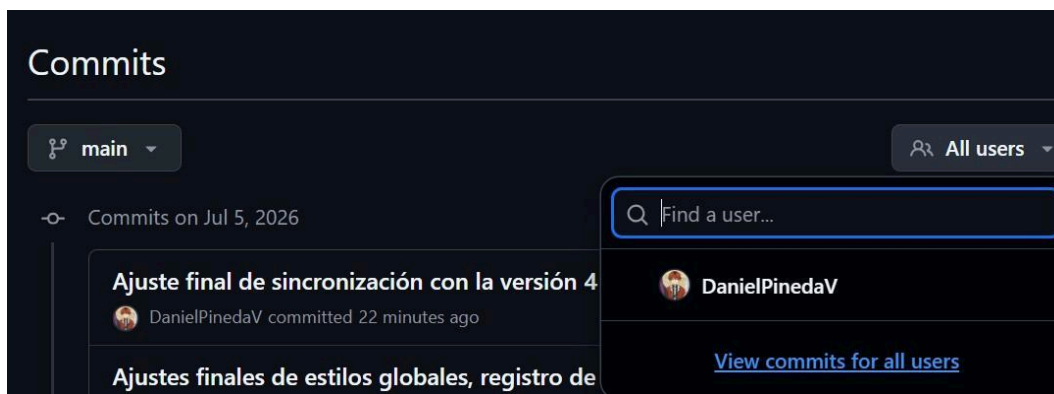 Commits
main
All users
Commits on Jul 5, 2026
Find a user...
Ajuste final de sincronización con la versión 4
DanielPinedaV
DanielPinedaV committed 22 minutes ago
View commits for all users
Ajustes finales de estilos globales, registro de